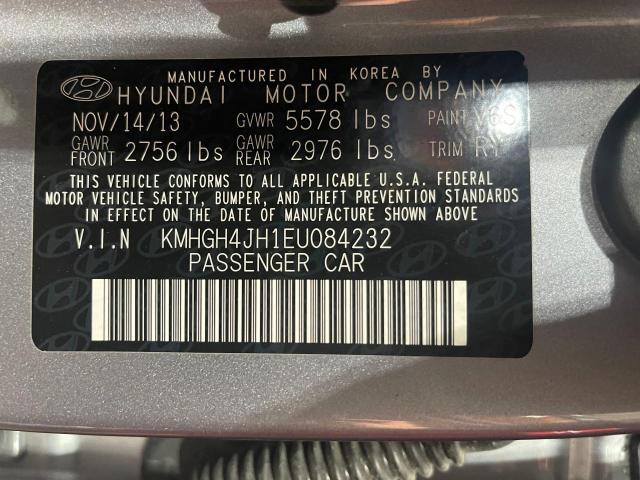 MANUFACTURED IN KOREA BY
HYUNDAI MOTOR COMPANY
NOV/14/13 GVWR 5578 lbs PAINT V6S
GAWR FRONT 2756 lbs GAWR REAR 2976 lbs TRIM RY
THIS VEHICLE CONFORMS TO ALL APPLICABLE U.S.A. FEDERAL
MOTOR VEHICLE SAFETY, BUMPER, AND THEFT PREVENTION STANDARDS
IN EFFECT ON THE DATE OF MANUFACTURE SHOWN ABOVE
V.I.N KMHGH4JH1EU084232
PASSENGER CAR